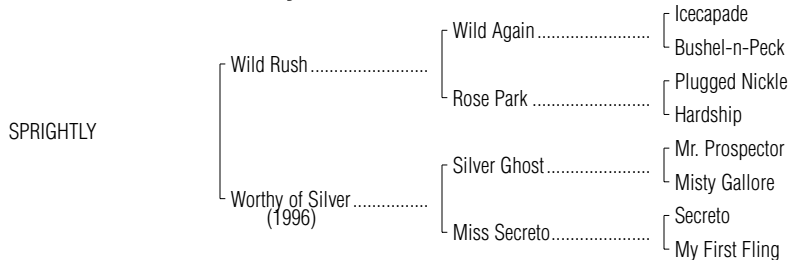 Icecapade
Wild Again........................
Bushel-n-Peck
Wild Rush.........................
Plugged Nickle
Rose Park .........................
Hardship
SPRIGHTLY
Mr. Prospector
Silver Ghost......................
Misty Gallore
Worthy of Silver................
(1996)
Secreto
Miss Secreto.....................
My First Fling